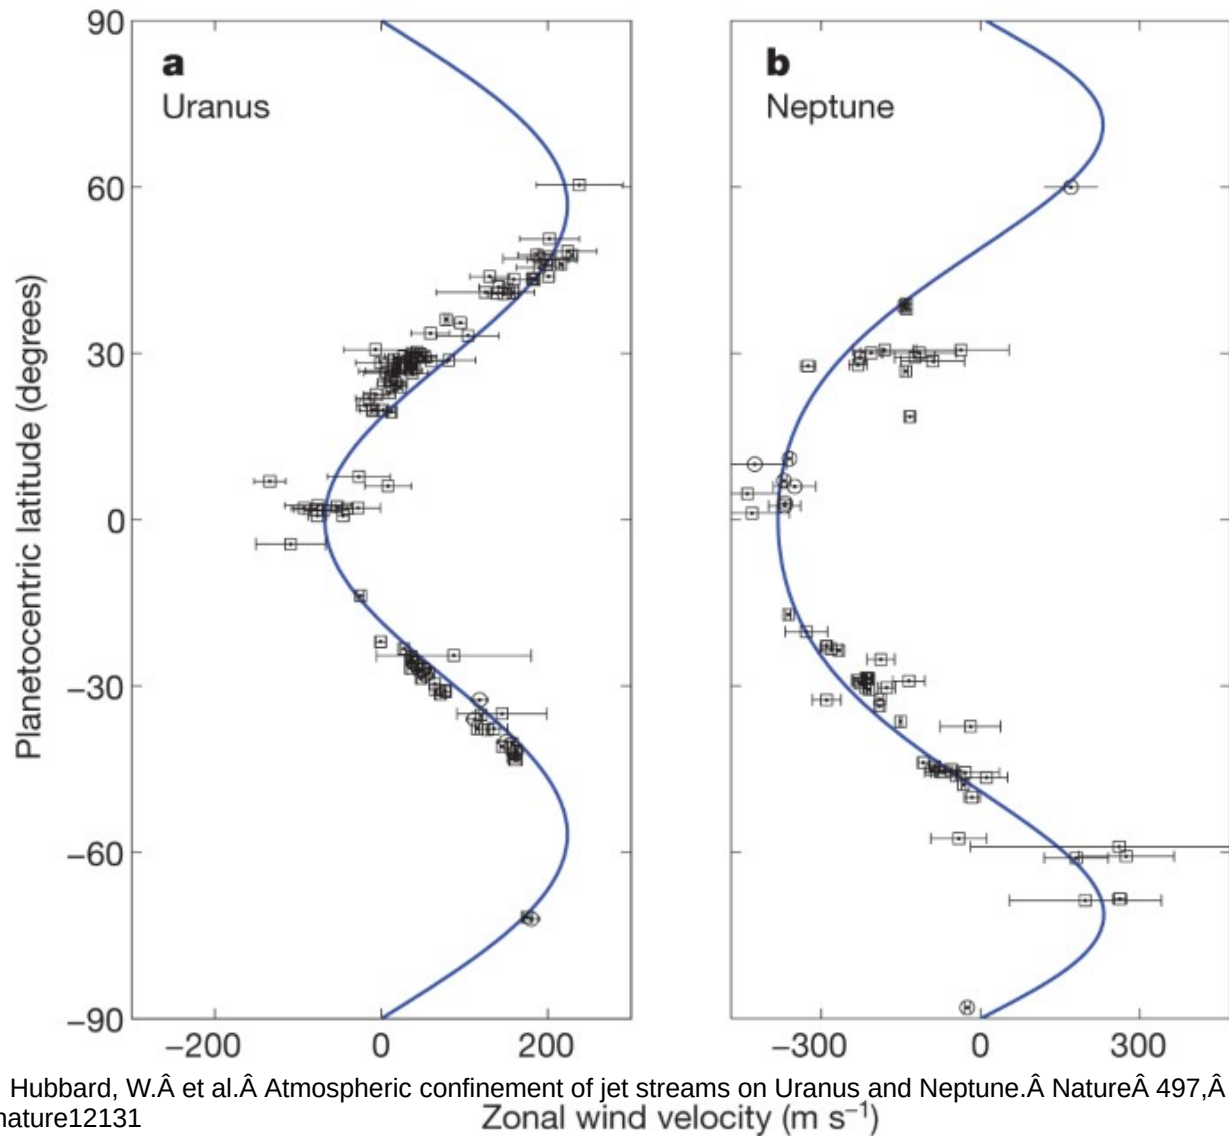 90
60
30
0
−30
−60
−90
Planetocentric latitude (degrees)
a
Uranus
b
Neptune
−200 0 200
−300 0 300
Hubbard, W.Â et al.Â Atmospheric confinement of jet streams on Uranus and Neptune.Â NatureÂ 497,Â
nature12131
Zonal wind velocity (m s⁻¹)